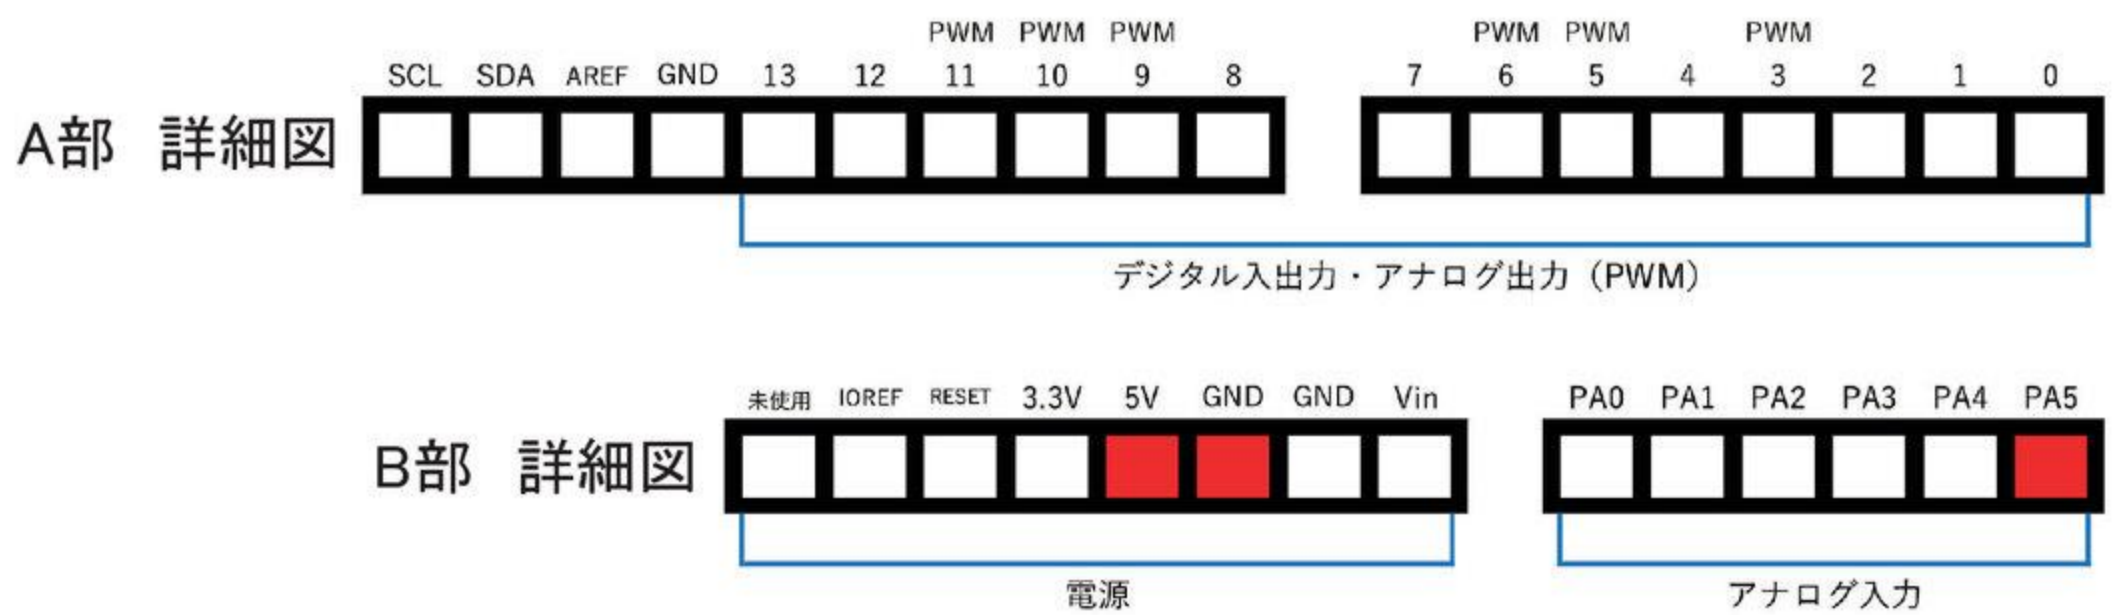 PWM PWM PWM PWM PWM PWM
SCL SDA AREF GND 13 12 11 10 9 8 7 6 5 4 3 2 1 0
A部 詳細図
デジタル入出力・アナログ出力（PWM）
未使用 IOREF RESET 3.3V 5V GND GND Vin PA0 PA1 PA2 PA3 PA4 PA5
B部 詳細図
電源 アナログ入力